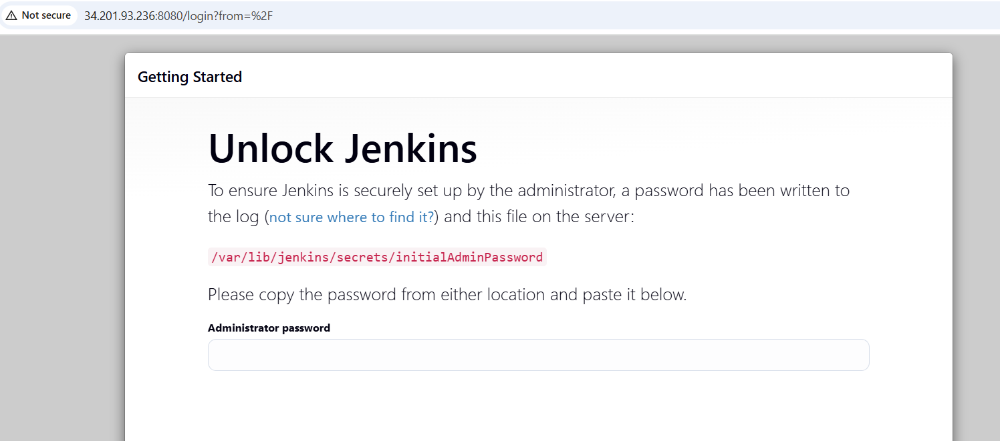 Not secure 34.201.93.236:8080/login?from=%2F
Getting Started
Unlock Jenkins
To ensure Jenkins is securely set up by the administrator, a password has been written to
the log (not sure where to find it?) and this file on the server:
/var/lib/jenkins/secrets/initialAdminPassword
Please copy the password from either location and paste it below.
Administrator password